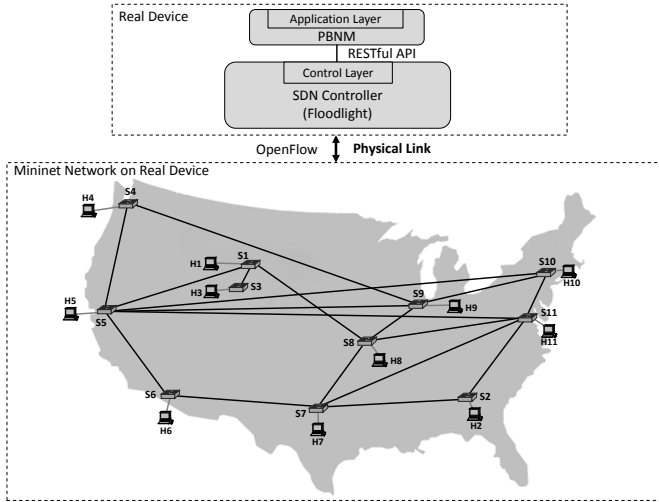 Real Device
Application Layer
PBNM
RESTful API
Control Layer
SDN Controller
(Floodlight)
OpenFlow
Physical Link
Mininet Network on Real Device
H4
S4
H1
S1
H3
S3
S10
H10
H5
S5
S9
H9
S11
H11
S8
H8
S6
H6
S7
H7
S2
H2